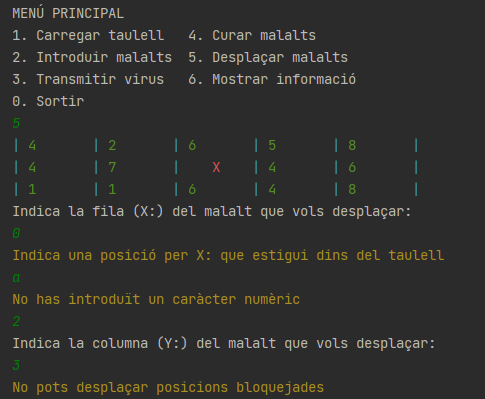 MENÚ PRINCIPAL
1. Carregar taulell   4. Curar malalts
2. Introduir malalts  5. Desplaçar malalts
3. Transmitir virus   6. Mostrar informació
0. Sortir
5
| 4       | 2       | 6       | 5       | 8       |
| 4       | 7       |    X    | 4       | 6       |
| 1       | 1       | 6       | 4       | 8       |
Indica la fila (X:) del malalt que vols desplaçar:
0
Indica una posició per X: que estigui dins del taulell
a
No has introduït un caràcter numèric
2
Indica la columna (Y:) del malalt que vols desplaçar:
3
No pots desplaçar posicions bloquejades